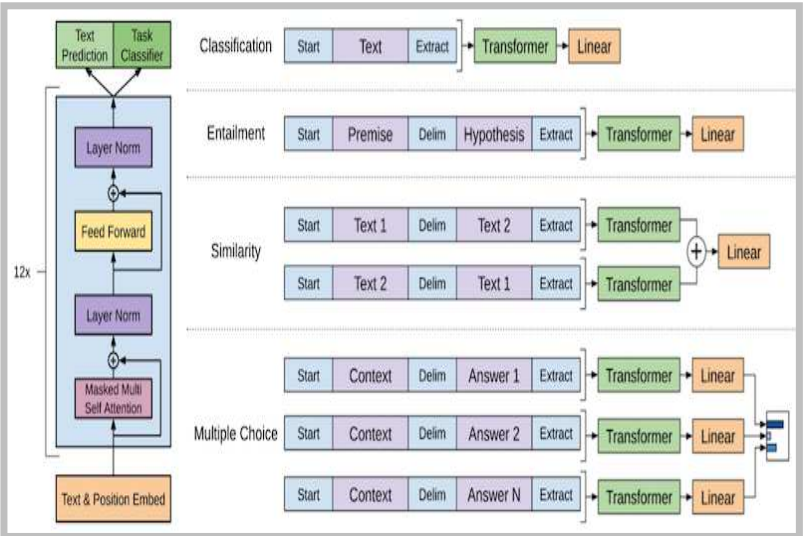 Text
Prediction
Task
Classifier
Layer Norm
Feed Forward
12x
Layer Norm
Masked Multi
Self Attention
Text & Position Embed
Classification
Start Text Extract Transformer Linear
Entailment
Start Premise Delim Hypothesis Extract Transformer Linear
Similarity
Start Text 1 Delim Text 2 Extract Transformer
+ Linear
Start Text 2 Delim Text 1 Extract Transformer
Multiple Choice
Start Context Delim Answer 1 Extract Transformer Linear
Start Context Delim Answer 2 Extract Transformer Linear
Start Context Delim Answer N Extract Transformer Linear